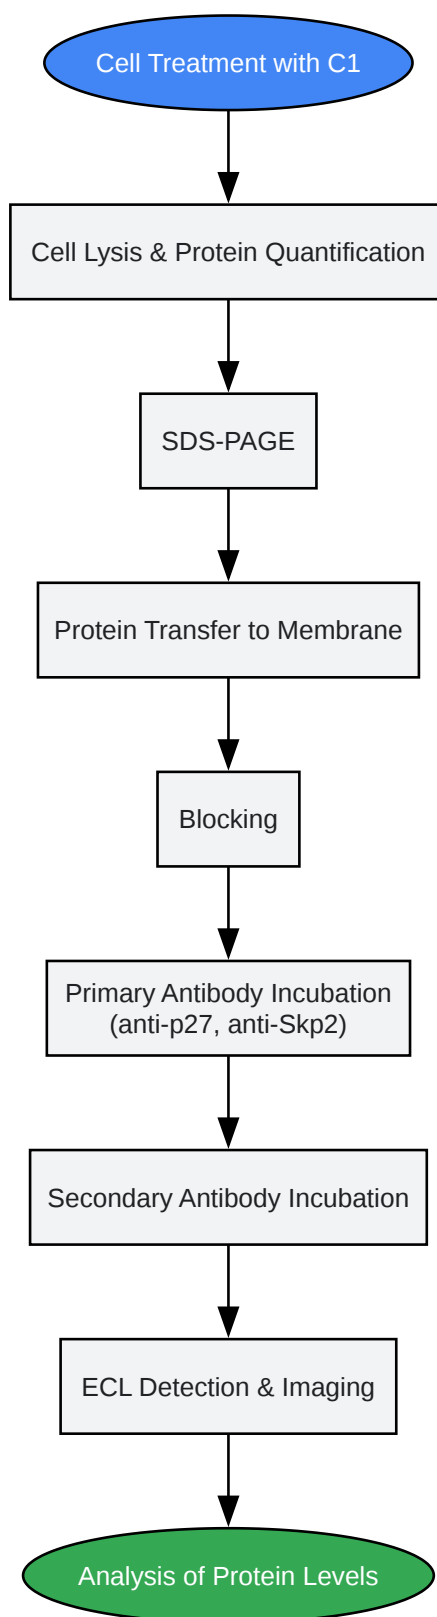 Cell Treatment with C1
Cell Lysis & Protein Quantification
SDS-PAGE
Protein Transfer to Membrane
Blocking
Primary Antibody Incubation
(anti-p27, anti-Skp2)
Secondary Antibody Incubation
ECL Detection & Imaging
Analysis of Protein Levels